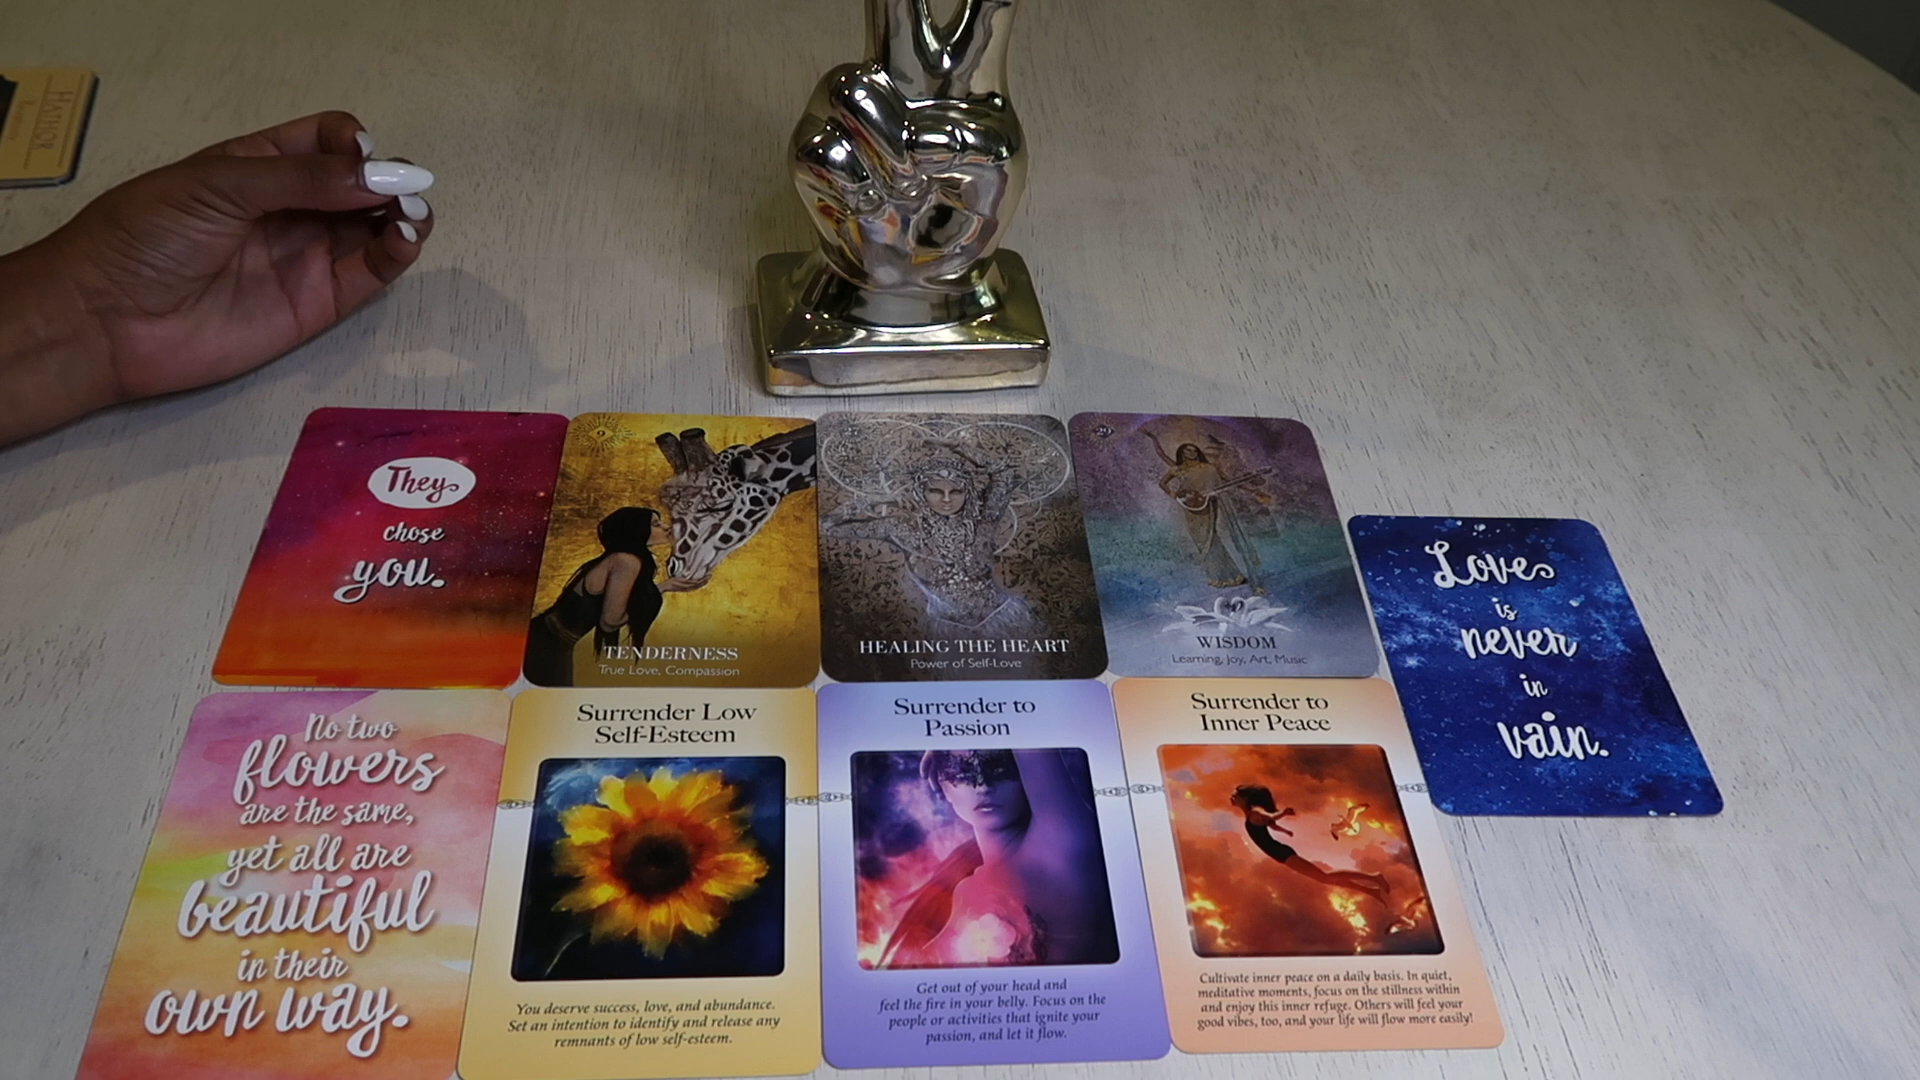 HATHOR
They
chose
you.
9
TENDERNESS
True Love, Compassion
HEALING THE HEART
Power of Self-Love
29
WISDOM
Learning, Joy, Art, Music
Love
is
never
in
vain.
No two
flowers
are the same,
yet all are
beautiful
in their
own way.
Surrender Low
Self-Esteem
You deserve success, love, and abundance.
Set an intention to identify and release any
remnants of low self-esteem.
Surrender to
Passion
Get out of your head and
feel the fire in your belly. Focus on the
people or activities that ignite your
passion, and let it flow.
Surrender to
Inner Peace
Cultivate inner peace on a daily basis. In quiet,
meditative moments, focus on the stillness within
and enjoy this inner refuge. Others will feel your
good vibes, too, and your life will flow more easily!